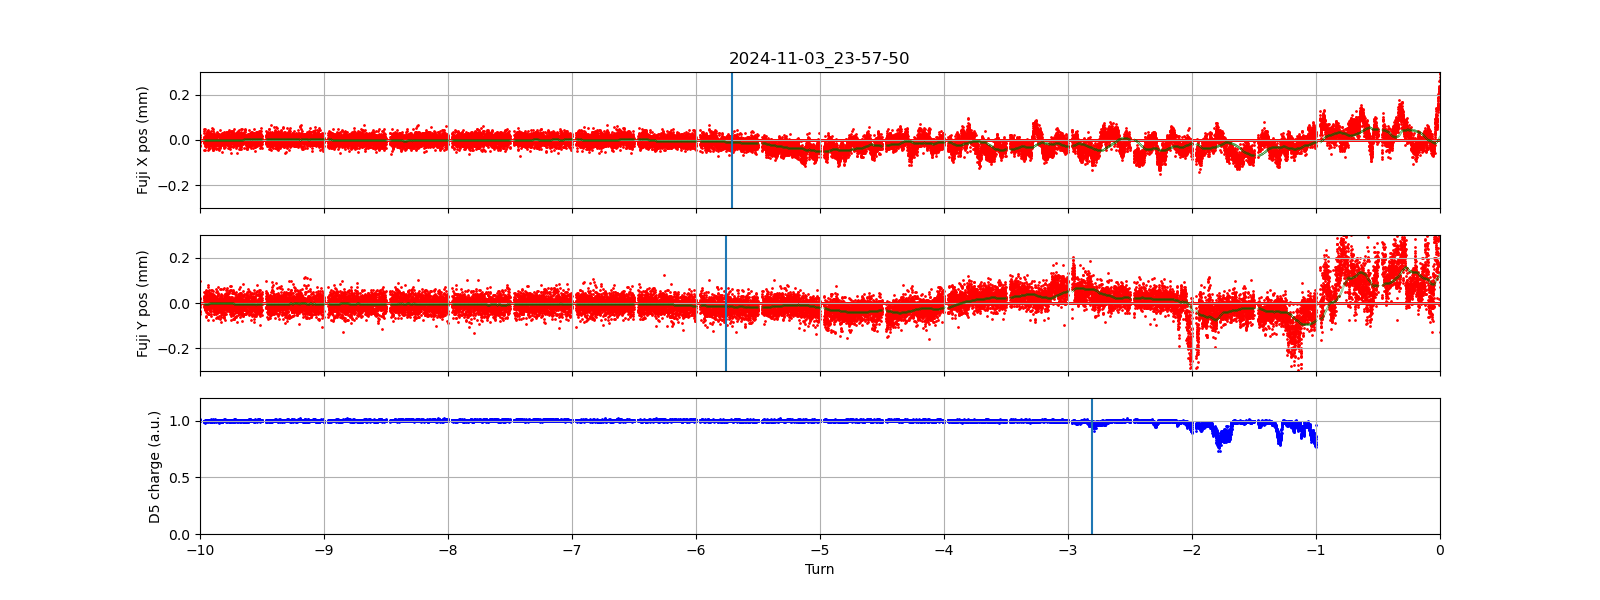 2024-11-03_23-57-50
Fuji X pos (mm)
0.2
0.0
−0.2
Fuji Y pos (mm)
0.2
0.0
−0.2
D5 charge (a.u.)
1.0
0.5
0.0
−10 −9 −8 −7 −6 −5 −4 −3 −2 −1 0
Turn